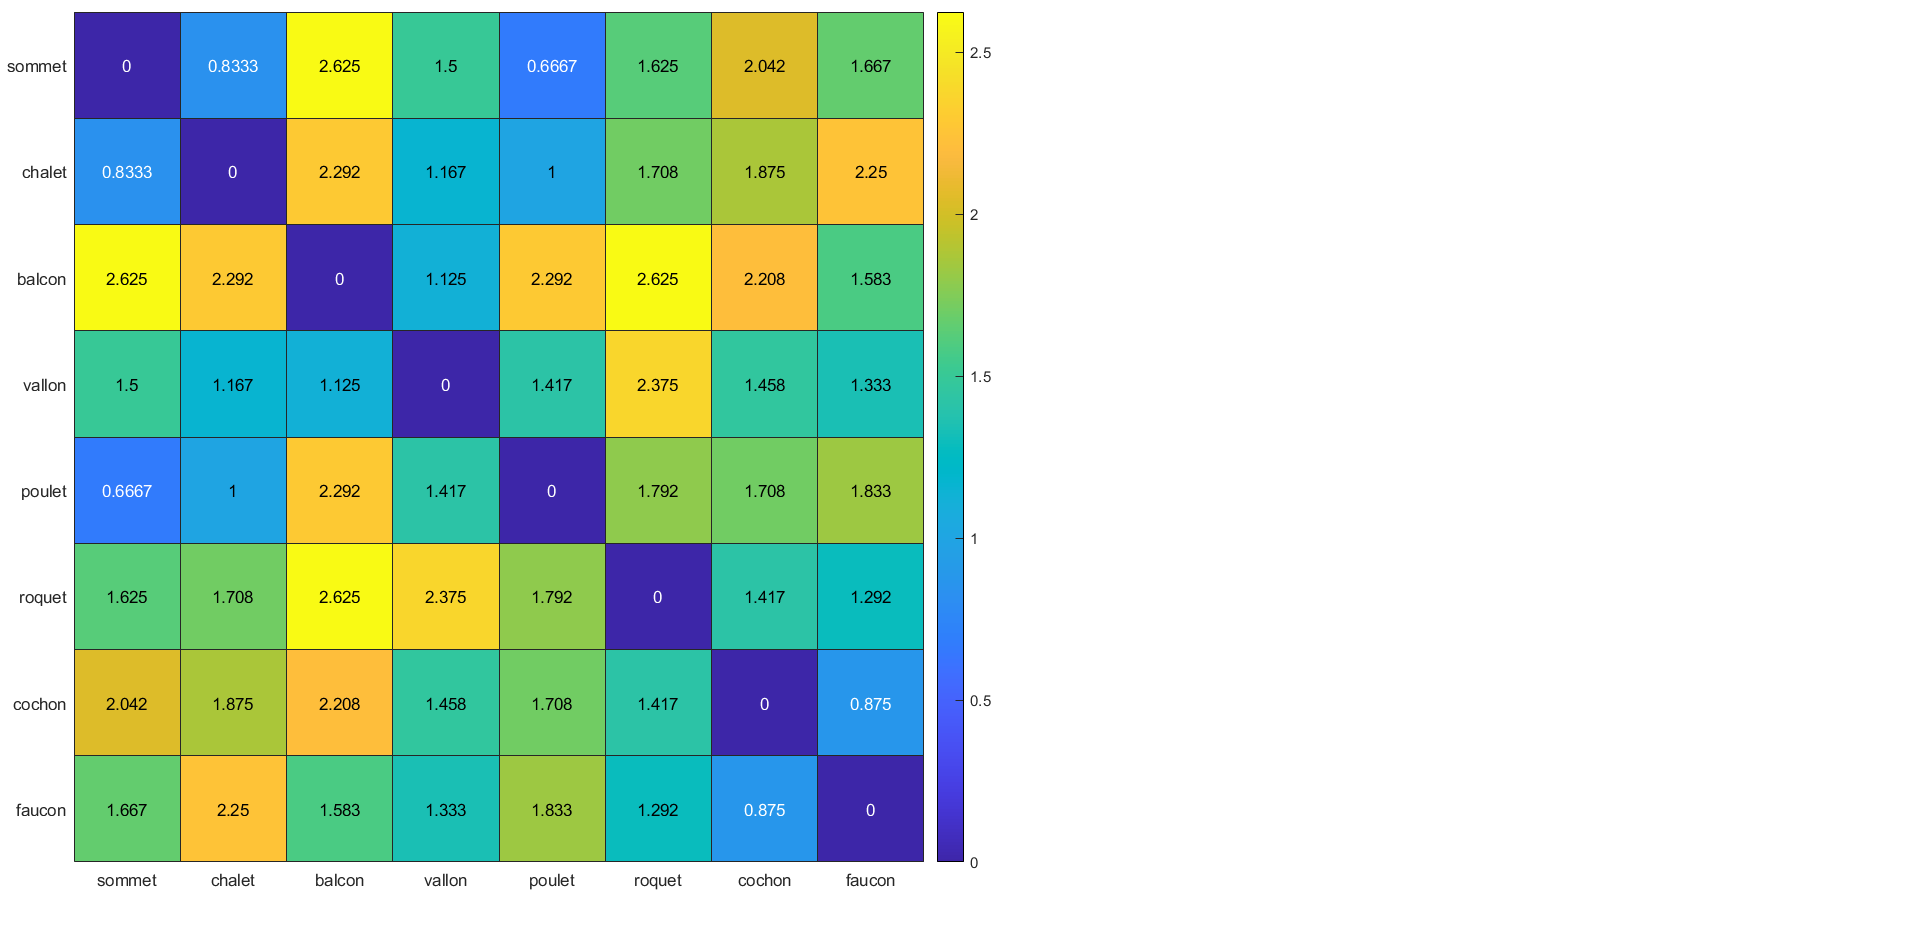 sommet 0 0.8333 2.625 1.5 0.6667 1.625 2.042 1.667
chalet 0.8333 0 2.292 1.167 1 1.708 1.875 2.25
balcon 2.625 2.292 0 1.125 2.292 2.625 2.208 1.583
vallon 1.5 1.167 1.125 0 1.417 2.375 1.458 1.333
poulet 0.6667 1 2.292 1.417 0 1.792 1.708 1.833
roquet 1.625 1.708 2.625 2.375 1.792 0 1.417 1.292
cochon 2.042 1.875 2.208 1.458 1.708 1.417 0 0.875
faucon 1.667 2.25 1.583 1.333 1.833 1.292 0.875 0
sommet chalet balcon vallon poulet roquet cochon faucon
2.5
2
1.5
1
0.5
0